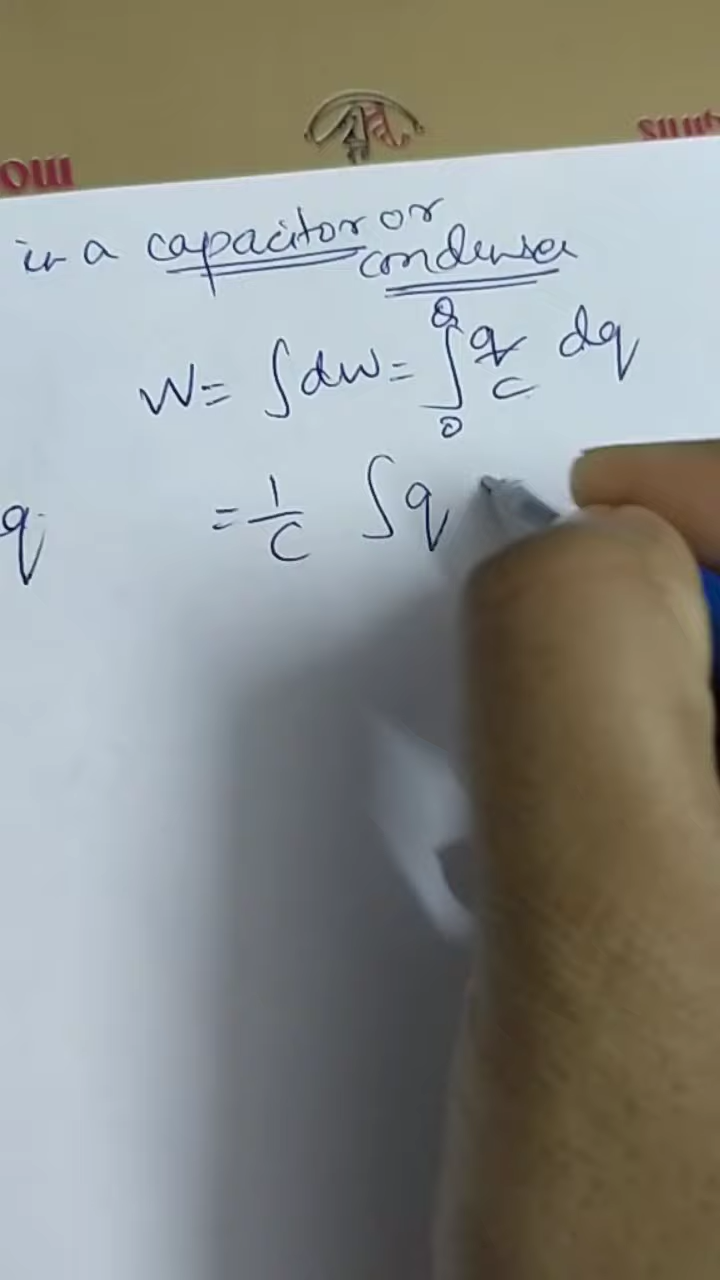 in a capacitor or
condenser
W = ∫dw = ∫₀^Q q/c dq
q = 1/C ∫q